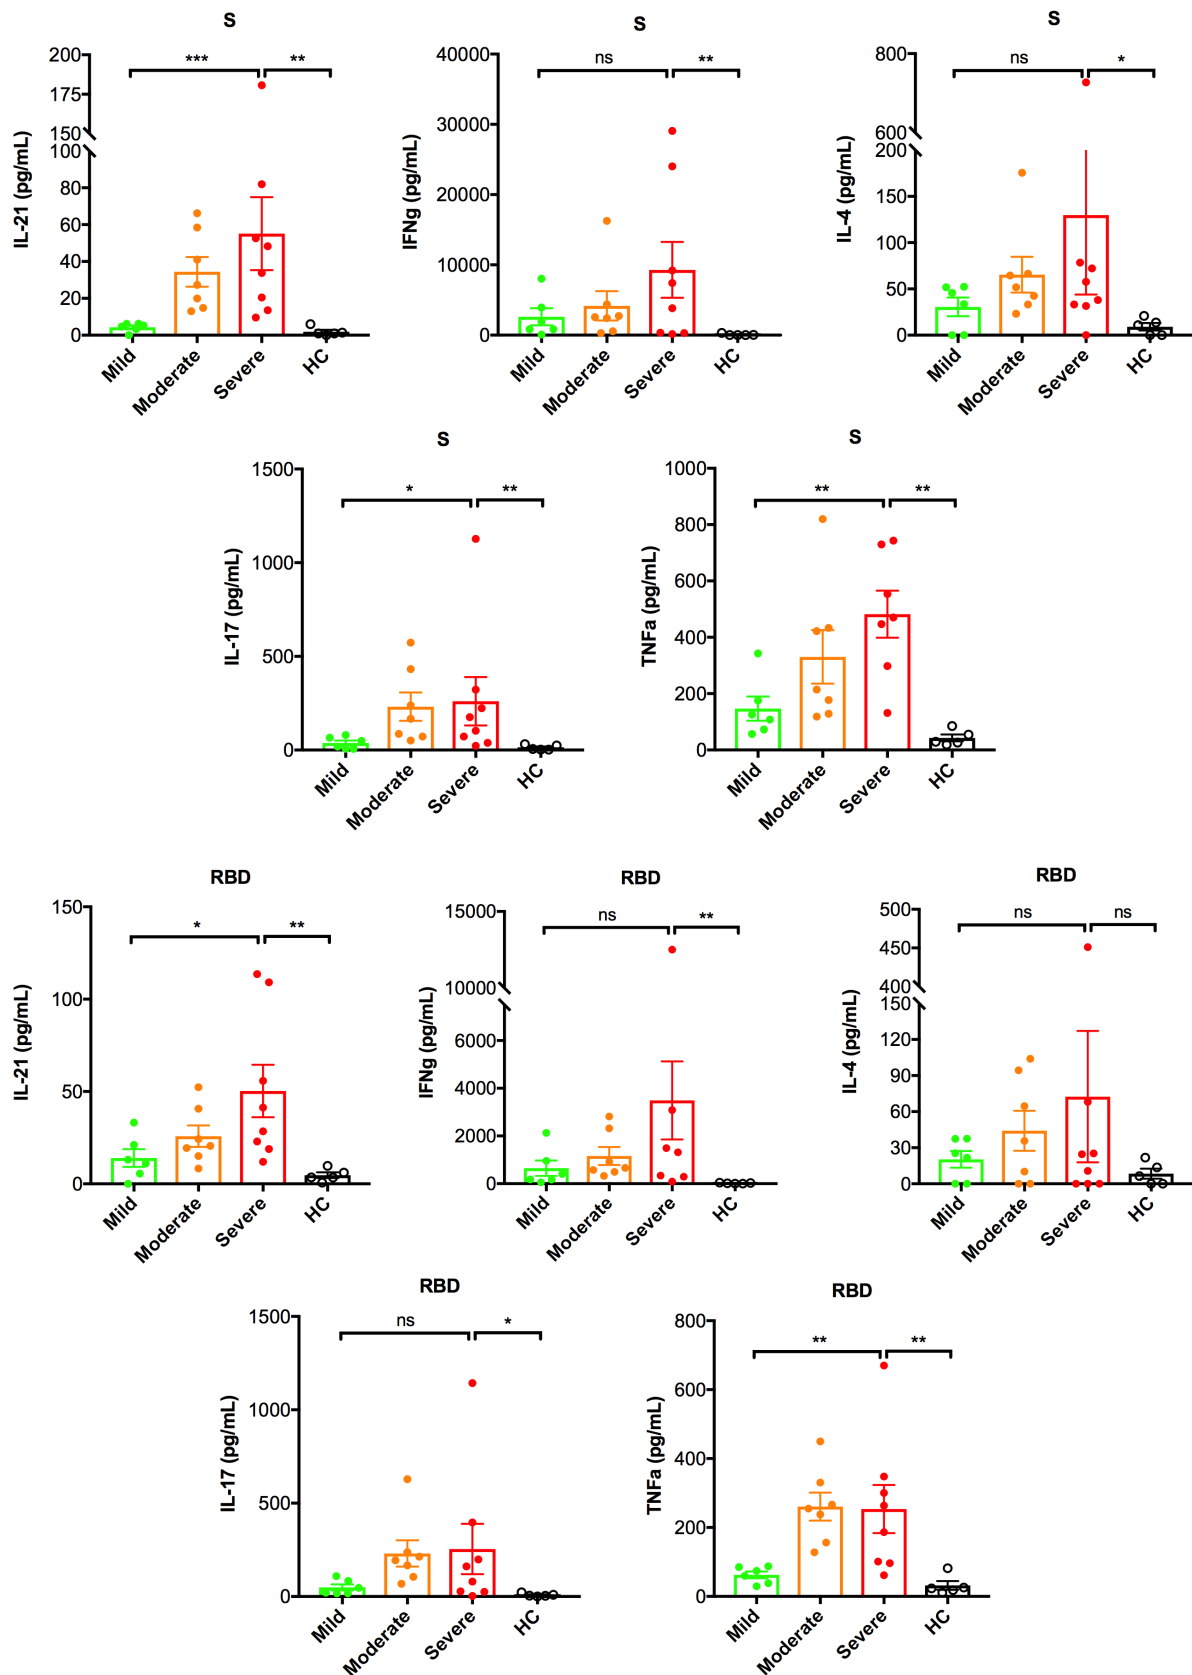 S
IL-21 (pg/mL)
200
175
150
100
80
60
40
20
0
***
**
Mild
Moderate
Severe
HC
S
IFNg (pg/mL)
40000
30000
20000
10000
0
ns
**
Mild
Moderate
Severe
HC
S
IL-4 (pg/mL)
800
600
200
150
100
50
0
ns
*
Mild
Moderate
Severe
HC
S
IL-17 (pg/mL)
1500
1000
500
0
*
**
Mild
Moderate
Severe
HC
S
TNFa (pg/mL)
1000
800
600
400
200
0
**
**
Mild
Moderate
Severe
HC
RBD
IL-21 (pg/mL)
150
100
50
0
*
**
Mild
Moderate
Severe
HC
RBD
IFNg (pg/mL)
15000
10000
6000
4000
2000
0
ns
**
Mild
Moderate
Severe
HC
RBD
IL-4 (pg/mL)
500
450
400
150
120
90
60
30
0
ns
ns
Mild
Moderate
Severe
HC
RBD
IL-17 (pg/mL)
1500
1000
500
0
ns
*
Mild
Moderate
Severe
HC
RBD
TNFa (pg/mL)
800
600
400
200
0
**
**
Mild
Moderate
Severe
HC